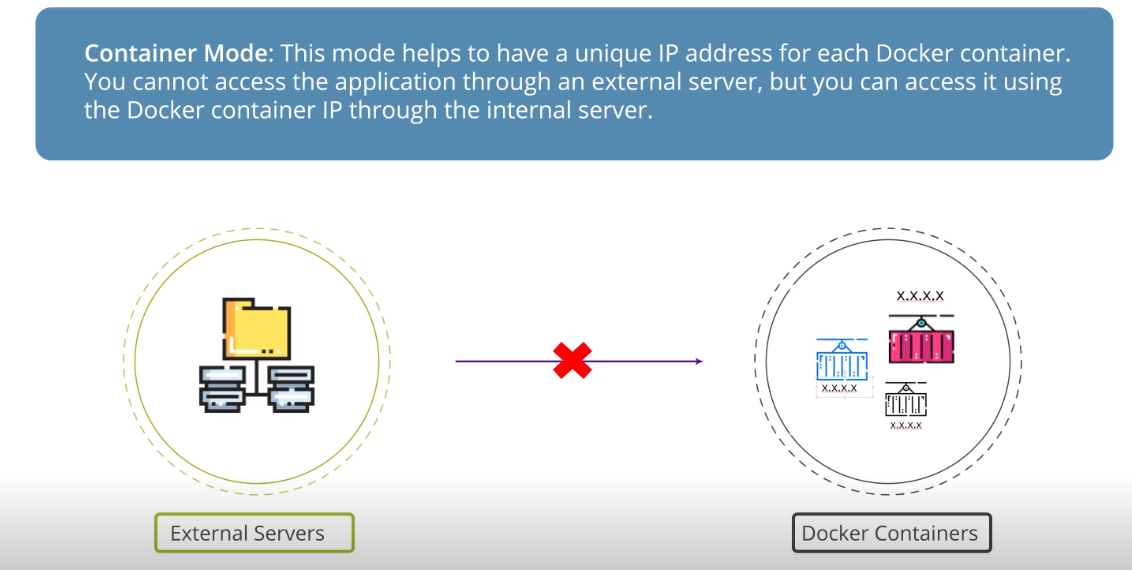 Container Mode: This mode helps to have a unique IP address for each Docker container.
You cannot access the application through an external server, but you can access it using
the Docker container IP through the internal server.
X.X.X.X
X.X.X.X
X.X.X.X
External Servers
Docker Containers